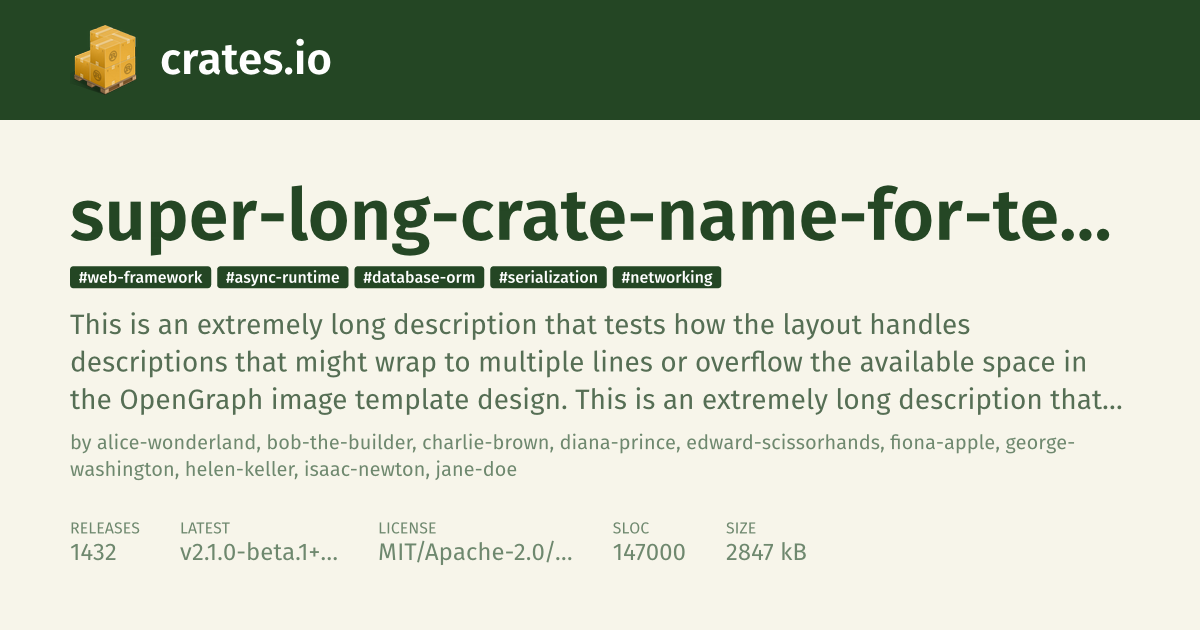 crates.io
super-long-crate-name-for-te...
#web-framework #async-runtime #database-orm #serialization #networking
This is an extremely long description that tests how the layout handles
descriptions that might wrap to multiple lines or overflow the available space in
the OpenGraph image template design. This is an extremely long description that...
by alice-wonderland, bob-the-builder, charlie-brown, diana-prince, edward-scissorhands, fiona-apple, george-
washington, helen-keller, isaac-newton, jane-doe
RELEASES LATEST LICENSE SLOC SIZE
1432 v2.1.0-beta.1+... MIT/Apache-2.0/... 147000 2847 kB